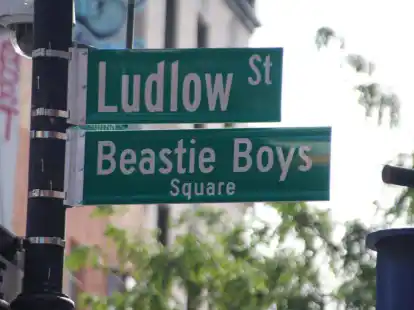 Ludlow St
Beastie Boys
Square